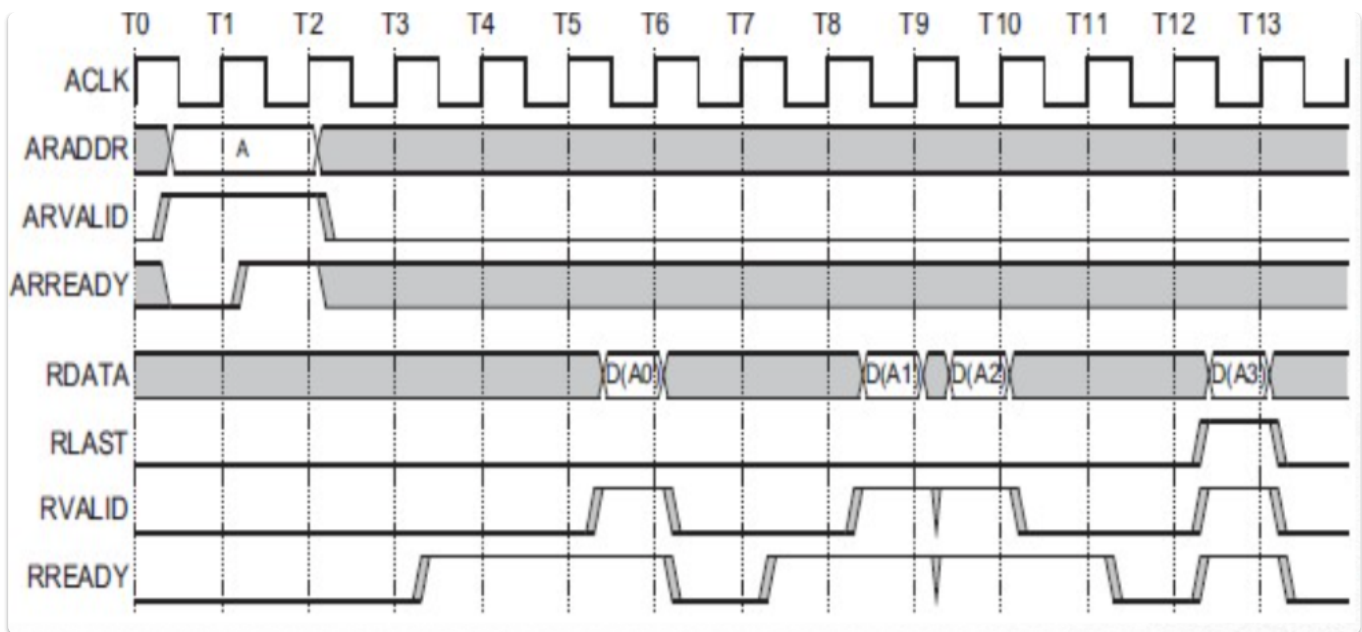 T0 T1 T2 T3 T4 T5 T6 T7 T8 T9 T10 T11 T12 T13
ACLK
ARADDR A
ARVALID
ARREADY
RDATA D(A0) D(A1) D(A2) D(A3)
RLAST
RVALID
RREADY